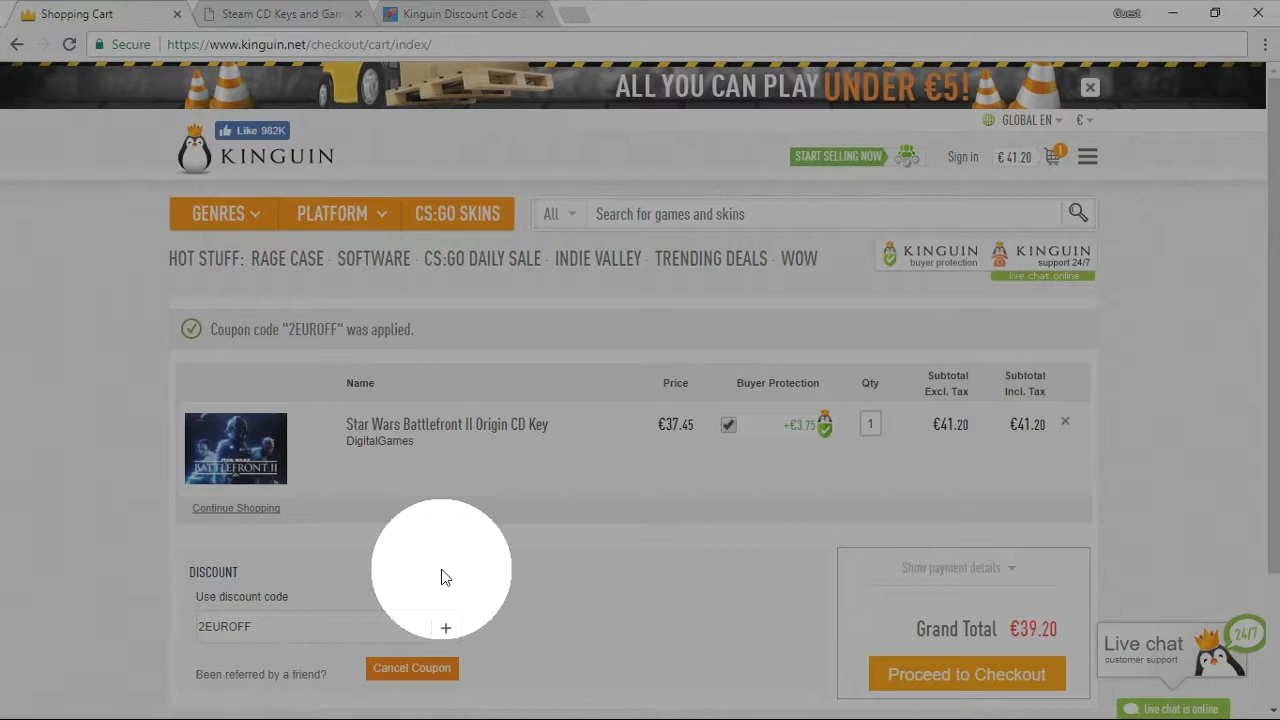 Shopping Cart
Steam CD Keys and Gam
Kinguin Discount Code 2
Guest
Secure
https://www.kinguin.net/checkout/cart/index/
ALL YOU CAN PLAY UNDER €5!
Like 982K
GLOBAL EN
€
KINGUIN
START SELLING NOW
Sign in
€ 41.20
1
GENRES
PLATFORM
CS:GO SKINS
All
Search for games and skins
HOT STUFF: RAGE CASE · SOFTWARE · CS:GO DAILY SALE · INDIE VALLEY · TRENDING DEALS · WOW
KINGUIN
buyer protection
KINGUIN
support 24/7
live chat online
Coupon code "2EUROFF" was applied.
Name
Price
Buyer Protection
Qty
Subtotal
Excl. Tax
Subtotal
Incl. Tax
Star Wars Battlefront II Origin CD Key
DigitalGames
€37.45
+€3.75
1
€41.20
€41.20
STAR WARS
BATTLEFRONT II
Continue Shopping
DISCOUNT
Use discount code
2EUROFF
+
Been referred by a friend?
Cancel Coupon
Show payment details
Grand Total €39.20
Proceed to Checkout
Live chat
customer support
24/7
live chat is online